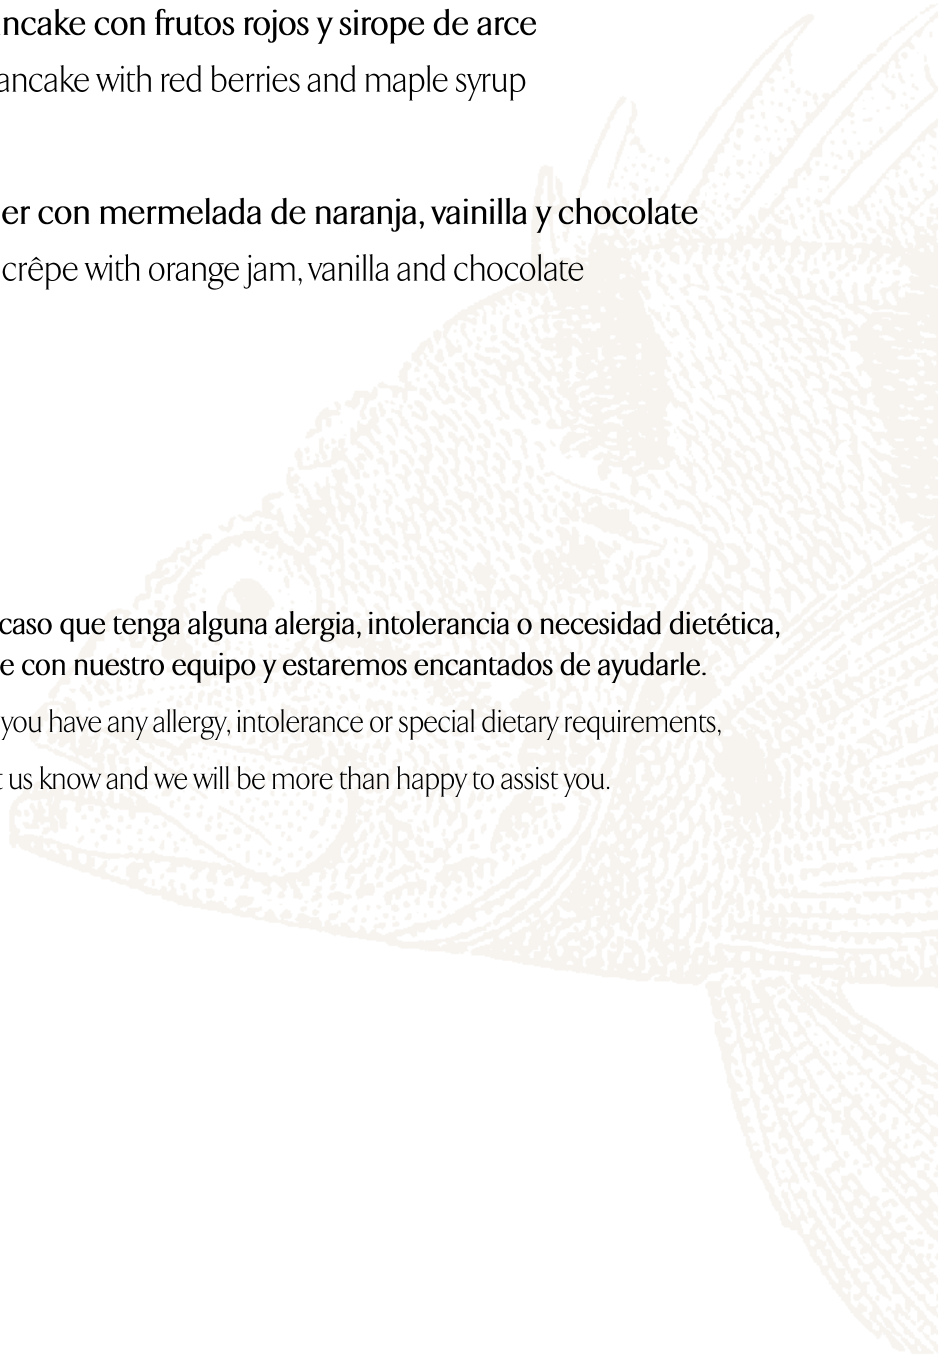 ncake con frutos rojos y sirope de arce
ancake with red berries and maple syrup
er con mermelada de naranja, vainilla y chocolate
crêpe with orange jam, vanilla and chocolate
caso que tenga alguna alergia, intolerancia o necesidad dietética,
e con nuestro equipo y estaremos encantados de ayudarle.
you have any allergy, intolerance or special dietary requirements,
t us know and we will be more than happy to assist you.